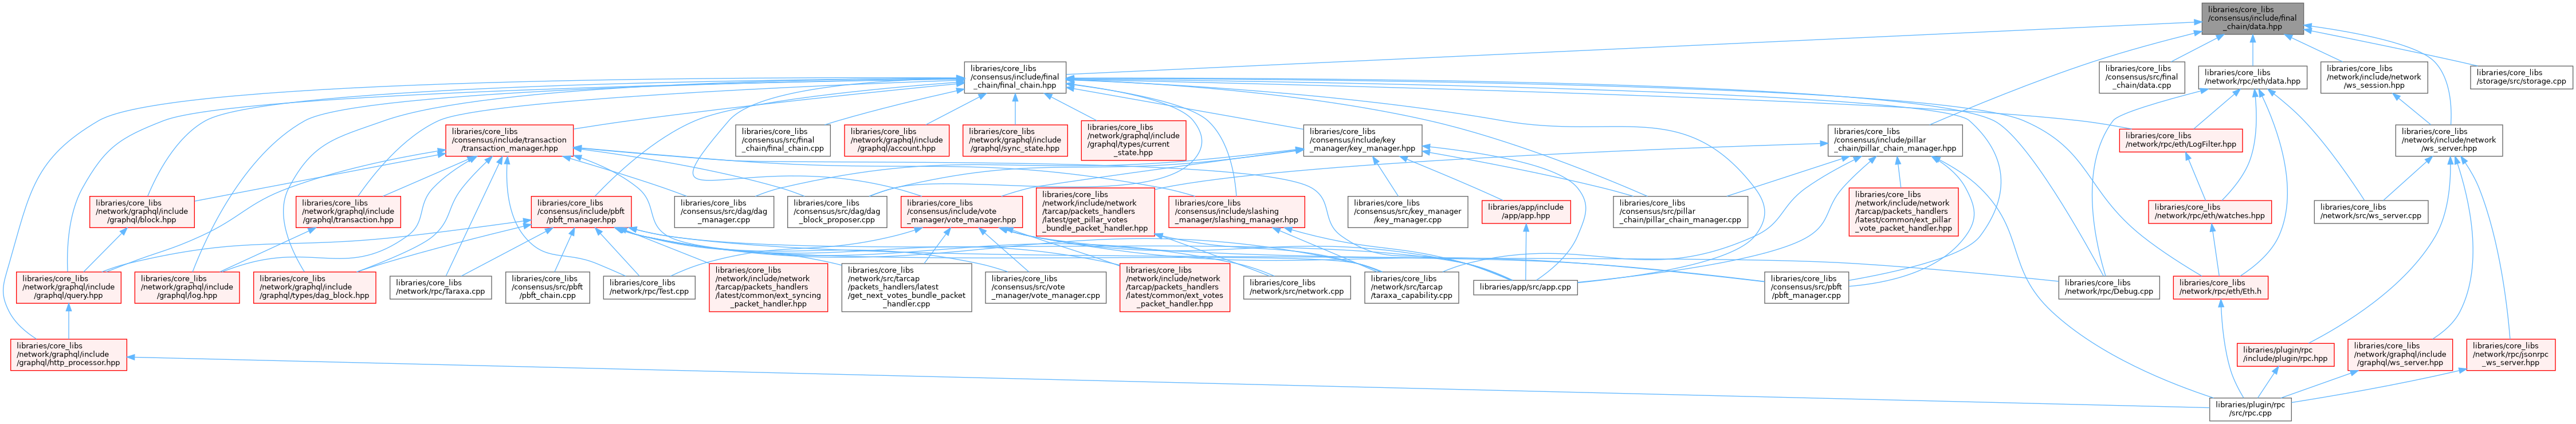 libraries/core_libs
/consensus/include/final
_chain/data.hpp
libraries/core_libs
/consensus/include/final
_chain/final_chain.hpp
libraries/core_libs
/consensus/src/final
_chain/data.cpp
libraries/core_libs
/network/rpc/eth/data.hpp
libraries/core_libs
/network/include/network
/ws_session.hpp
libraries/core_libs
/storage/src/storage.cpp
libraries/core_libs
/consensus/include/transaction
/transaction_manager.hpp
libraries/core_libs
/consensus/src/final
_chain/final_chain.cpp
libraries/core_libs
/network/graphql/include
/graphql/account.hpp
libraries/core_libs
/network/graphql/include
/graphql/sync_state.hpp
libraries/core_libs
/network/graphql/include
/graphql/types/current
_state.hpp
libraries/core_libs
/consensus/include/key
_manager/key_manager.hpp
libraries/core_libs
/consensus/include/pillar
_chain/pillar_chain_manager.hpp
libraries/core_libs
/network/rpc/eth/LogFilter.hpp
libraries/core_libs
/network/include/network
/ws_server.hpp
libraries/core_libs
/network/graphql/include
/graphql/block.hpp
libraries/core_libs
/network/graphql/include
/graphql/transaction.hpp
libraries/core_libs
/consensus/include/pbft
/pbft_manager.hpp
libraries/core_libs
/consensus/src/dag/dag
_manager.cpp
libraries/core_libs
/consensus/src/dag/dag
_block_proposer.cpp
libraries/core_libs
/consensus/include/vote
_manager/vote_manager.hpp
libraries/core_libs
/network/include/network
/tarcap/packets_handlers
/latest/get_pillar_votes
_bundle_packet_handler.hpp
libraries/core_libs
/consensus/include/slashing
_manager/slashing_manager.hpp
libraries/core_libs
/consensus/src/key_manager
/key_manager.cpp
libraries/app/include
/app/app.hpp
libraries/core_libs
/consensus/src/pillar
_chain/pillar_chain_manager.cpp
libraries/core_libs
/network/include/network
/tarcap/packets_handlers
/latest/common/ext_pillar
_vote_packet_handler.hpp
libraries/core_libs
/network/rpc/eth/watches.hpp
libraries/core_libs
/network/src/ws_server.cpp
libraries/core_libs
/network/graphql/include
/graphql/query.hpp
libraries/core_libs
/network/graphql/include
/graphql/log.hpp
libraries/core_libs
/network/graphql/include
/graphql/types/dag_block.hpp
libraries/core_libs
/network/rpc/Taraxa.cpp
libraries/core_libs
/consensus/src/pbft
/pbft_chain.cpp
libraries/core_libs
/network/rpc/Test.cpp
libraries/core_libs
/network/include/network
/tarcap/packets_handlers
/latest/common/ext_syncing
_packet_handler.hpp
libraries/core_libs
/network/src/tarcap
/packets_handlers/latest
/get_next_votes_bundle_packet
_handler.cpp
libraries/core_libs
/consensus/src/vote
_manager/vote_manager.cpp
libraries/core_libs
/network/include/network
/tarcap/packets_handlers
/latest/common/ext_votes
_packet_handler.hpp
libraries/core_libs
/network/src/network.cpp
libraries/core_libs
/network/src/tarcap
/taraxa_capability.cpp
libraries/app/src/app.cpp
libraries/core_libs
/consensus/src/pbft
/pbft_manager.cpp
libraries/core_libs
/network/rpc/Debug.cpp
libraries/core_libs
/network/rpc/eth/Eth.h
libraries/core_libs
/network/graphql/include
/graphql/http_processor.hpp
libraries/plugin/rpc
/include/plugin/rpc.hpp
libraries/core_libs
/network/graphql/include
/graphql/ws_server.hpp
libraries/core_libs
/network/rpc/jsonrpc
_ws_server.hpp
libraries/plugin/rpc
/src/rpc.cpp